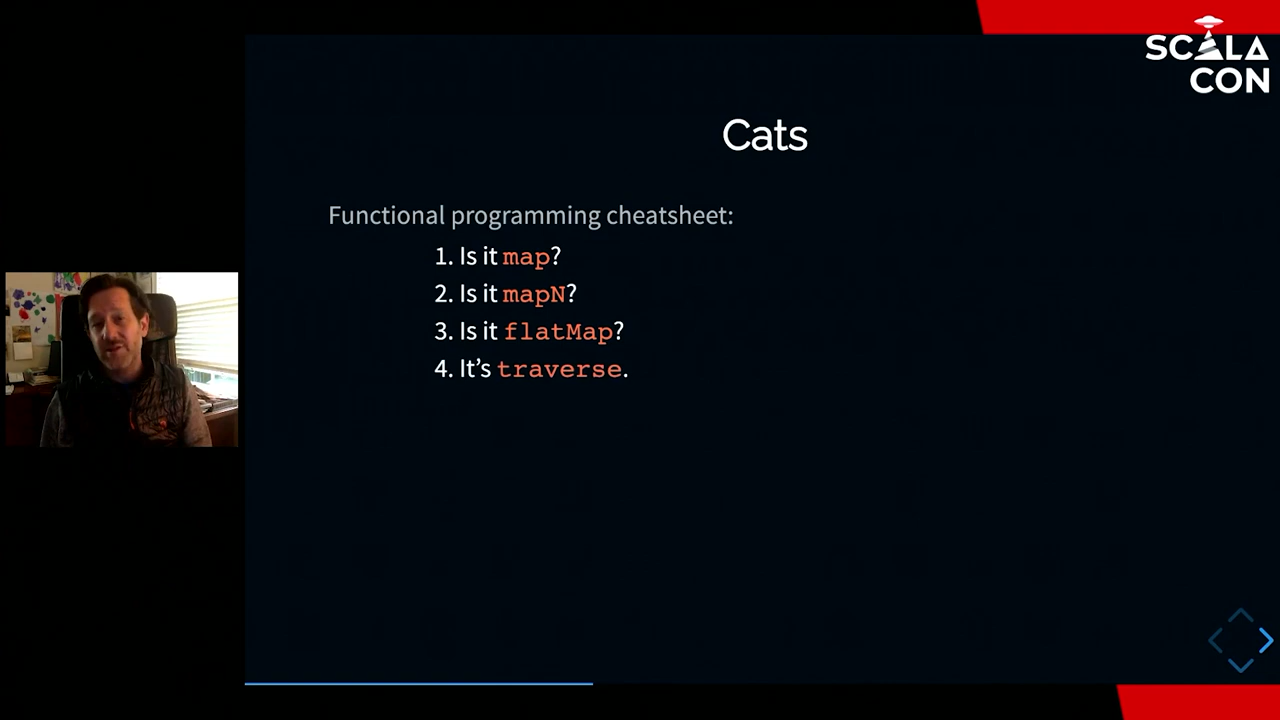 SCALA
CON
Cats
Functional programming cheatsheet:
1. Is it map?
2. Is it mapN?
3. Is it flatMap?
4. It’s traverse.